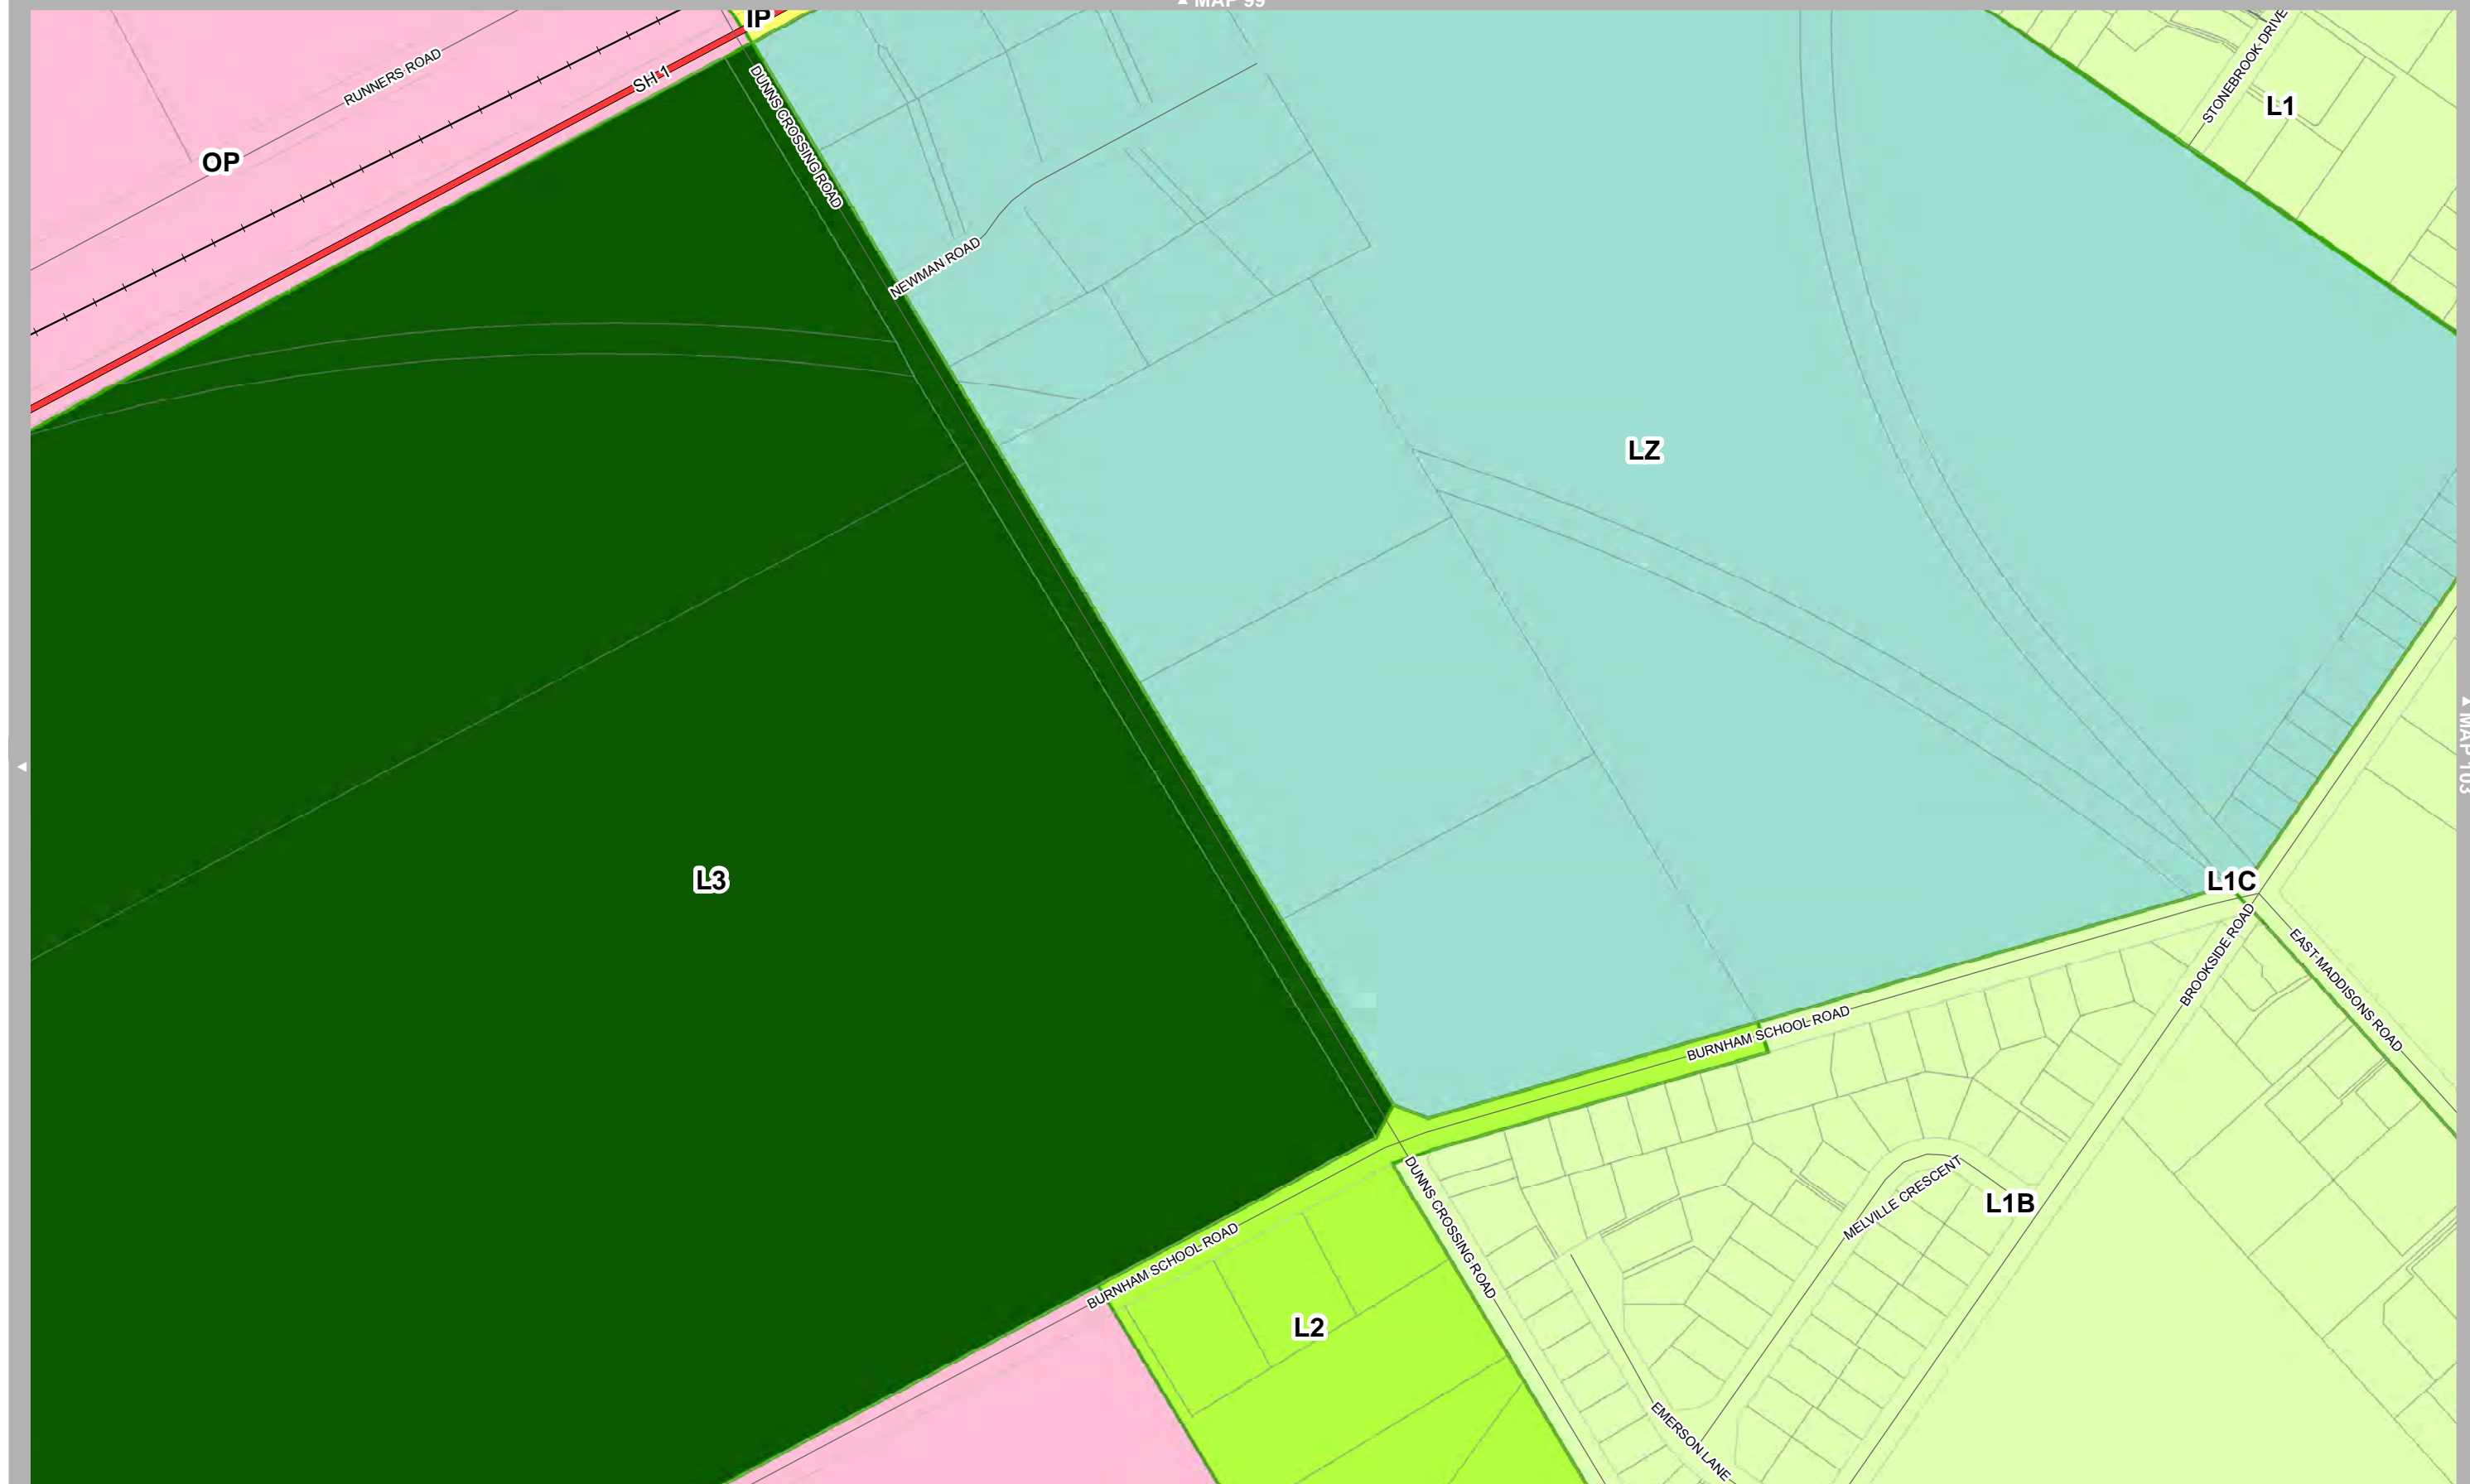 ▲ MAP 99
IP
RUNNERS ROAD
SH 1
OP
DUNNS CROSSING ROAD
STONEBROOK DRIVE
L1
NEWMAN ROAD
LZ
▲ MAP 103
L3
L1C
BROOKSIDE ROAD
EAST MADDISONS ROAD
BURNHAM SCHOOL ROAD
DUNNS CROSSING ROAD
MELVILLE CRESCENT
L1B
BURNHAM SCHOOL ROAD
L2
EMERSON LANE